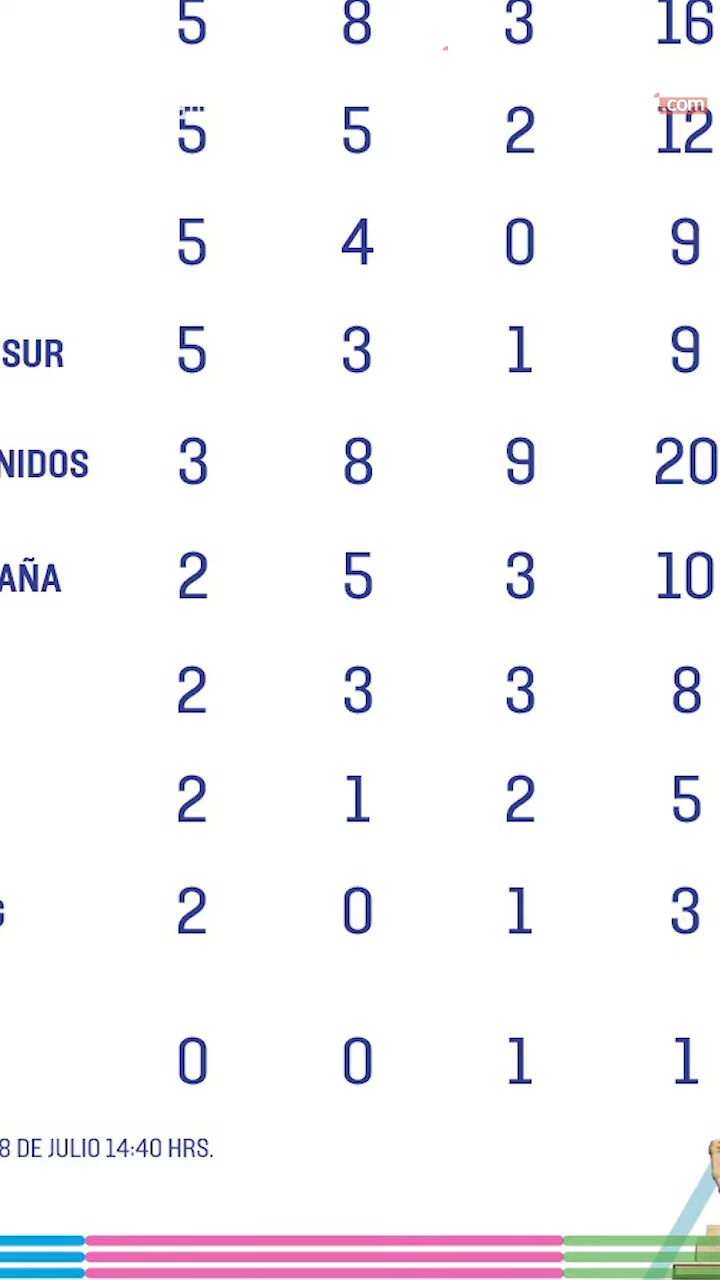 5 8 3 16
.com
5 5 2 12
5 4 0 9
SUR 5 3 1 9
NIDOS 3 8 9 20
AÑA 2 5 3 10
2 3 3 8
2 1 2 5
G 2 0 1 3
0 0 1 1
8 DE JULIO 14:40 HRS.